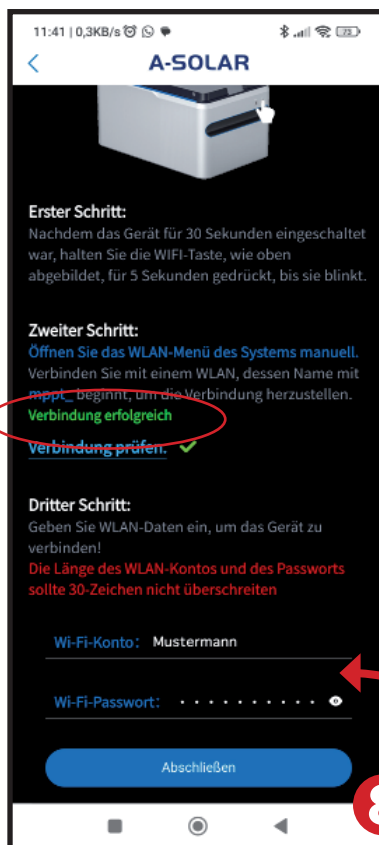 11:41 | 0,3KB/s
73
A-SOLAR
Erster Schritt:
Nachdem das Gerät für 30 Sekunden eingeschaltet
war, halten Sie die WIFI-Taste, wie oben
abgebildet, für 5 Sekunden gedrückt, bis sie blinkt.
Zweiter Schritt:
Öffnen Sie das WLAN-Menü des Systems manuell.
Verbinden Sie mit einem WLAN, dessen Name mit
mppt_ beginnt, um die Verbindung herzustellen.
Verbindung erfolgreich
Verbindung prüfen.
Dritter Schritt:
Geben Sie WLAN-Daten ein, um das Gerät zu
verbinden!
Die Länge des WLAN-Kontos und des Passworts
sollte 30-Zeichen nicht überschreiten
Wi-Fi-Konto: Mustermann
Wi-Fi-Passwort: · · · · · · · · · · ·
Abschließen
8